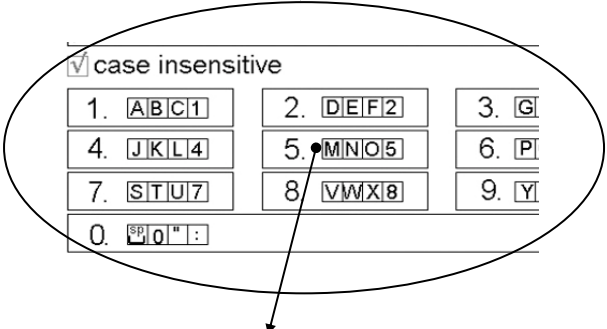 √ case insensitive
1. ABC1 2. DEF2 3. G
4. JKL4 5. MNO5 6. P
7. STU7 8 VWX8 9. Y
0. sp␣0":